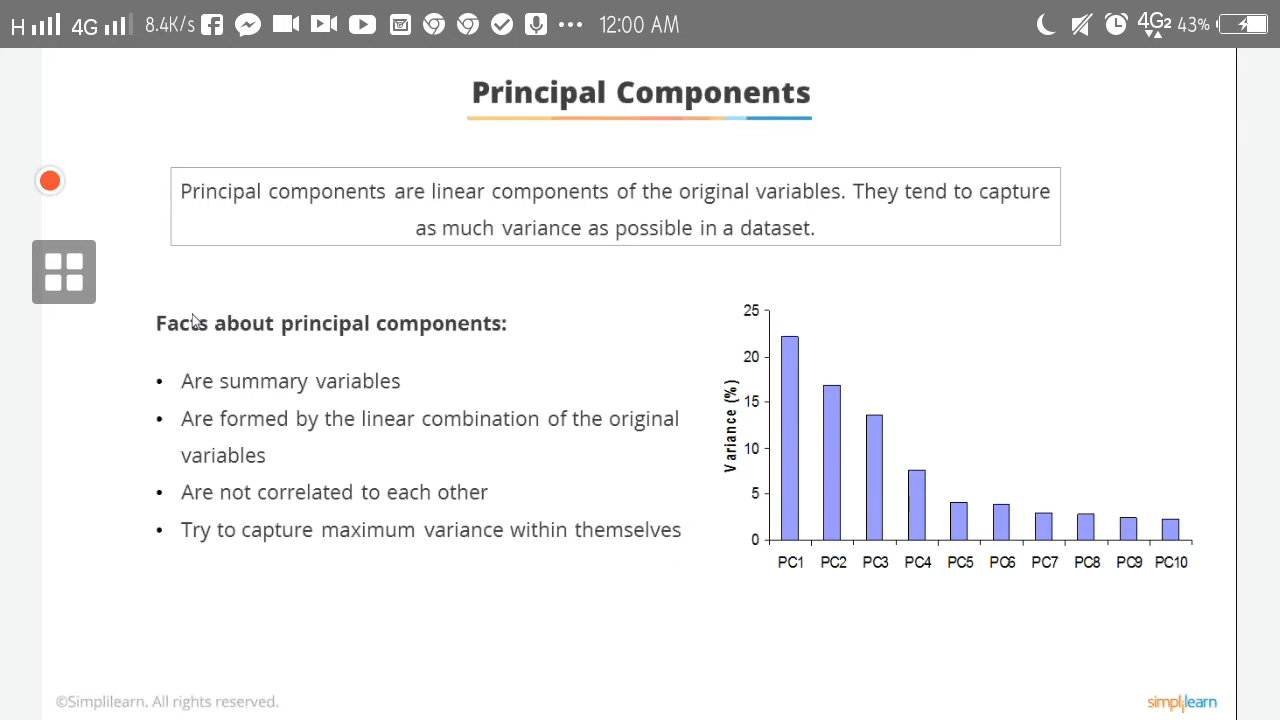 H 4G 8.4K/s 12:00 AM 4G2 43%
Principal Components
Principal components are linear components of the original variables. They tend to capture
as much variance as possible in a dataset.
Facts about principal components:
• Are summary variables
• Are formed by the linear combination of the original
variables
• Are not correlated to each other
• Try to capture maximum variance within themselves
Variance (%)
25
20
15
10
5
0
PC1 PC2 PC3 PC4 PC5 PC6 PC7 PC8 PC9 PC10
©Simplilearn. All rights reserved.
simplilearn